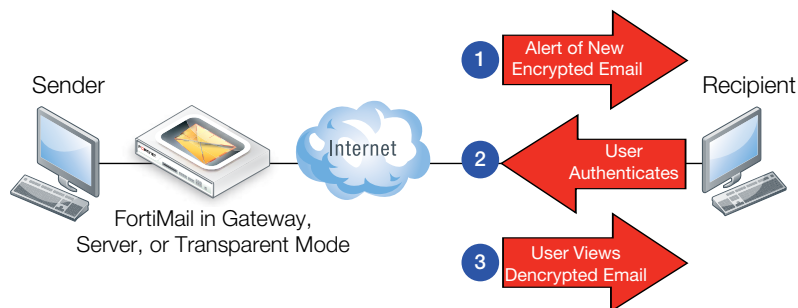 1
Alert of New
Encrypted Email
Sender
Recipient
Internet
2
User
Authenticates
FortiMail in Gateway,
Server, or Transparent Mode
3
User Views
Dencrypted Email